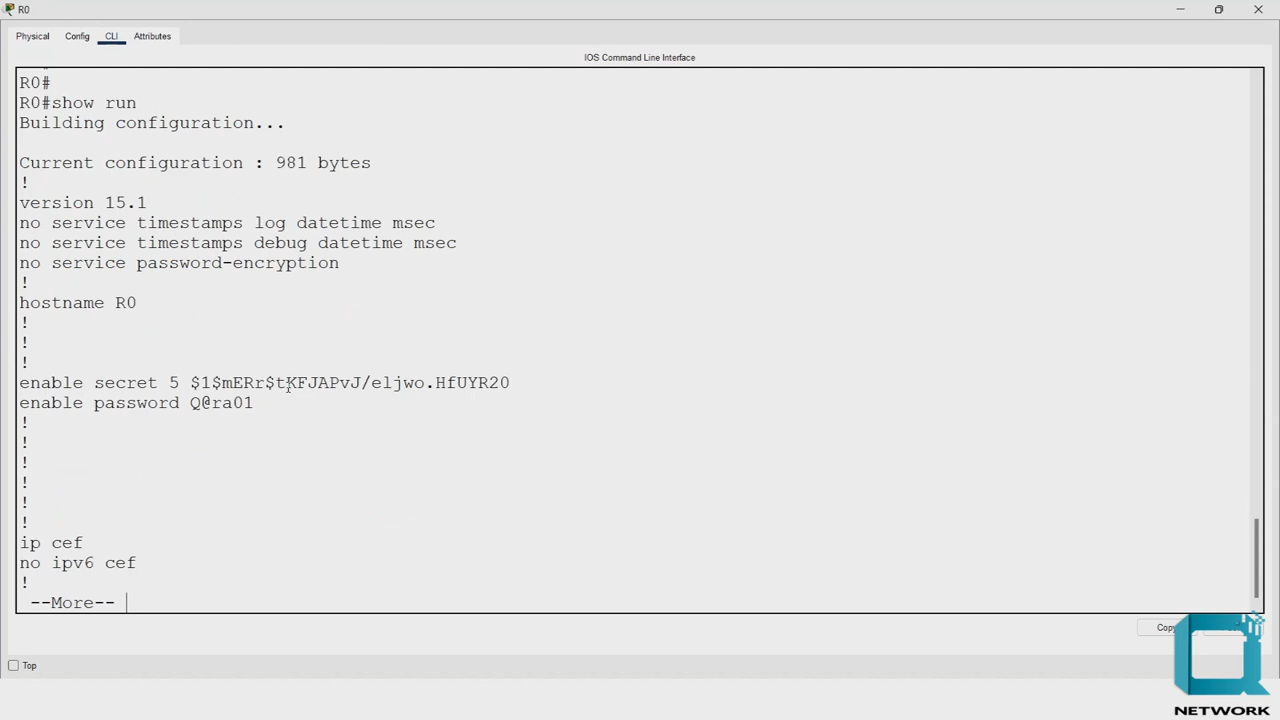 R0
Physical Config CLI Attributes
IOS Command Line Interface
R0#
R0#show run
Building configuration...
Current configuration : 981 bytes
!
version 15.1
no service timestamps log datetime msec
no service timestamps debug datetime msec
no service password-encryption
!
hostname R0
!
!
!
enable secret 5 $1$mERr$tKFJAPvJ/eljwo.HfUYR20
enable password Q@ra01
!
!
!
!
!
!
ip cef
no ipv6 cef
!
--More--
Top
NETWORK